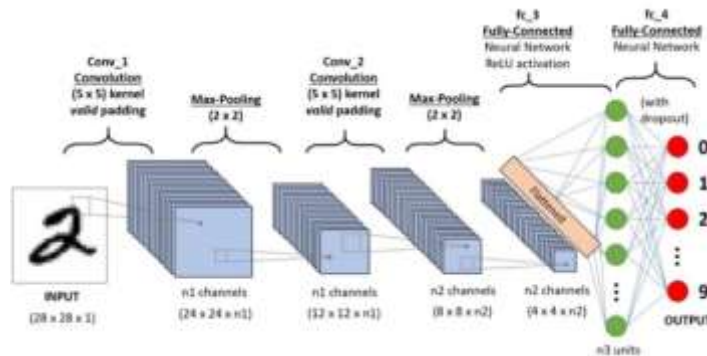 fc_3
Fully-Connected
Neural Network
ReLU activation
fc_4
Fully-Connected
Neural Network
Conv_1
Convolution
(5 x 5) kernel
valid padding
Max-Pooling
(2 x 2)
Conv_2
Convolution
(5 x 5) kernel
valid padding
Max-Pooling
(2 x 2)
(with
dropout)
2
Flattened
0
1
2
9
INPUT
(28 x 28 x 1)
n1 channels
(24 x 24 x n1)
n1 channels
(12 x 12 x n1)
n2 channels
(8 x 8 x n2)
n2 channels
(4 x 4 x n2)
OUTPUT
n3 units